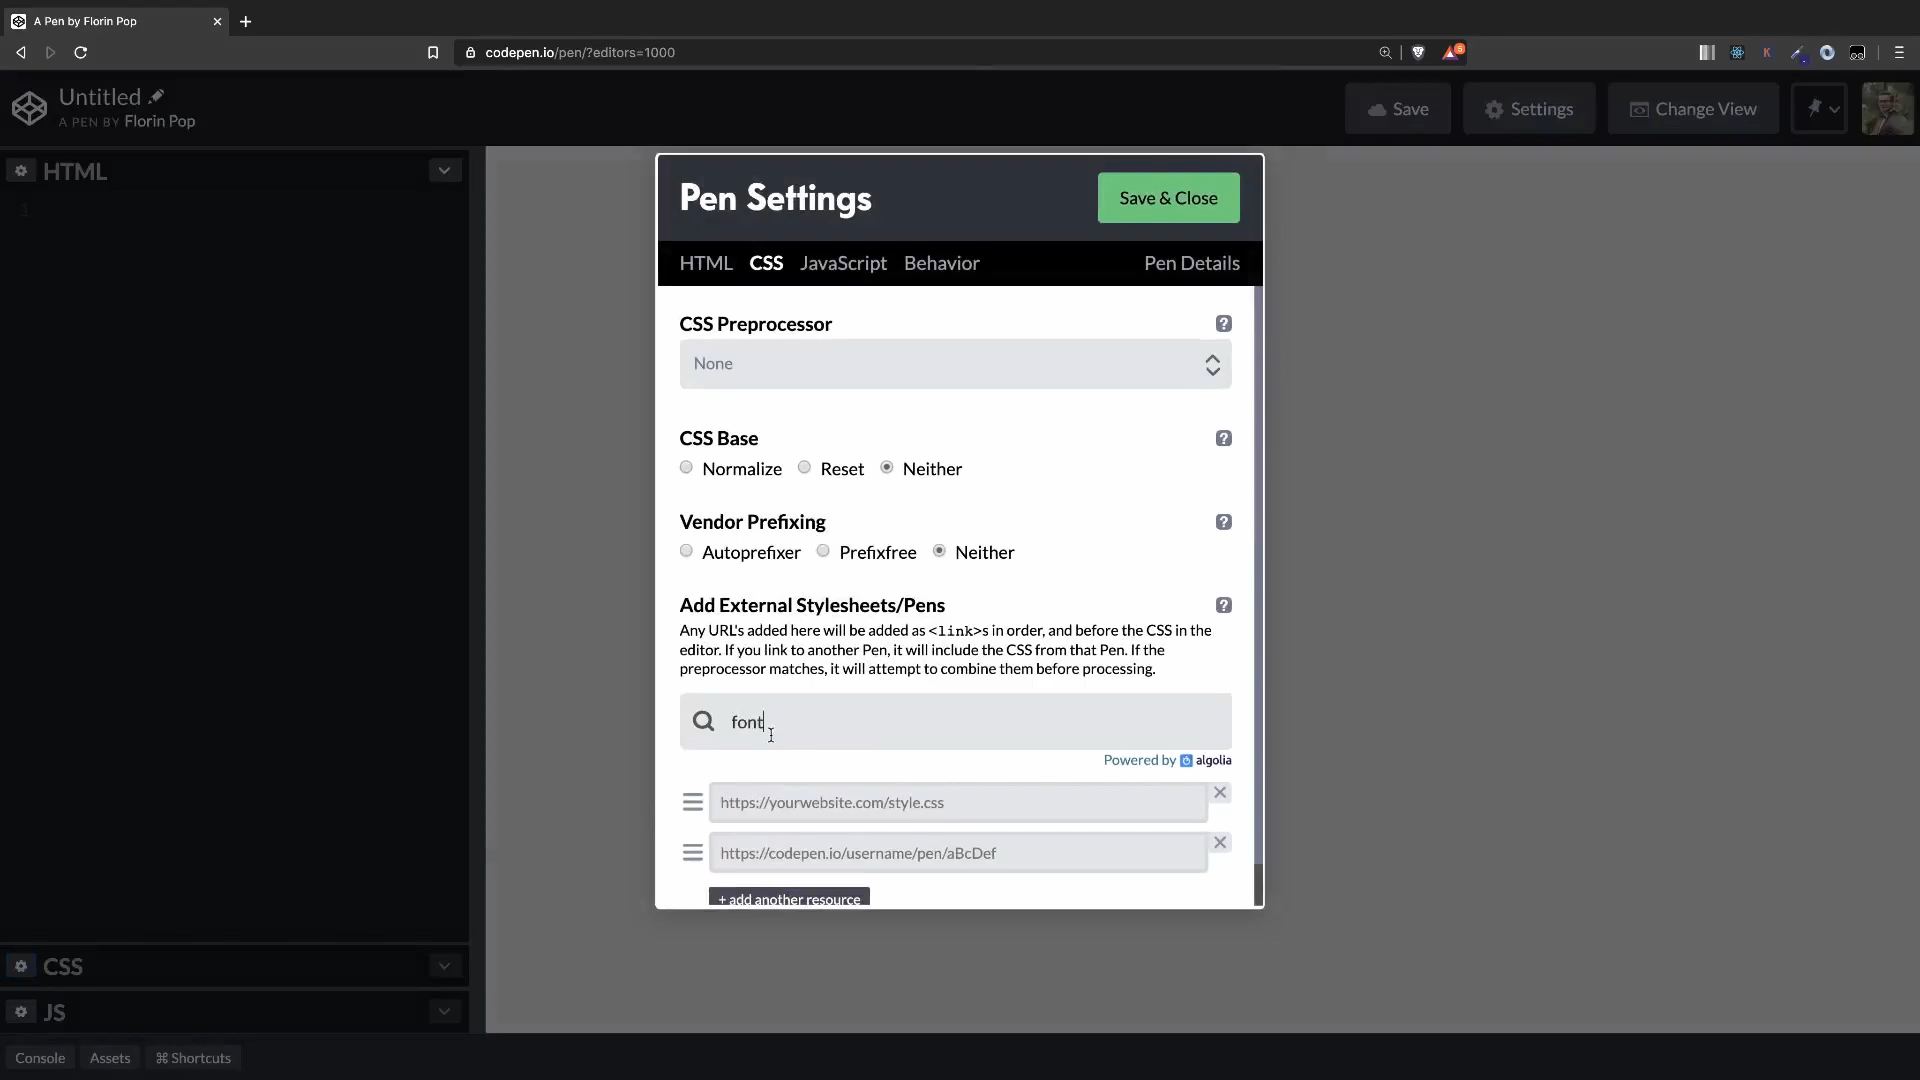 A Pen by Florin Pop
codepen.io/pen/?editors=1000
5
K
Untitled
A PEN BY Florin Pop
Save
Settings
Change View
HTML
1
Pen Settings
Save & Close
HTML CSS JavaScript Behavior Pen Details
CSS Preprocessor
?
None
CSS Base
?
Normalize Reset Neither
Vendor Prefixing
?
Autoprefixer Prefixfree Neither
Add External Stylesheets/Pens
?
Any URL's added here will be added as <link>s in order, and before the CSS in the
editor. If you link to another Pen, it will include the CSS from that Pen. If the
preprocessor matches, it will attempt to combine them before processing.
font
Powered by algolia
https://yourwebsite.com/style.css
https://codepen.io/username/pen/aBcDef
+ add another resource
CSS
JS
Console Assets ⌘ Shortcuts